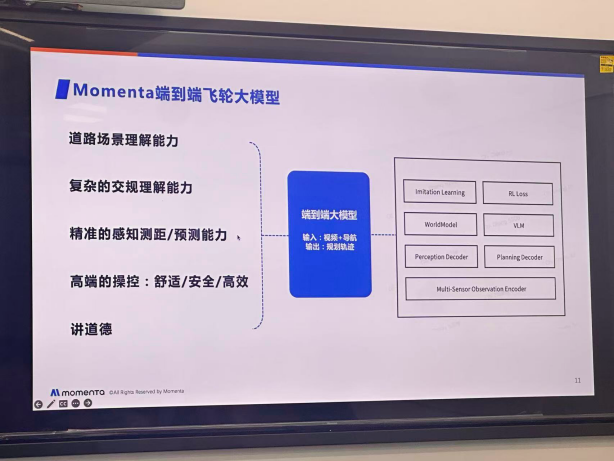 Momenta端到端飞轮大模型
道路场景理解能力
复杂的交规理解能力
精准的感知测距/预测能力
高端的操控：舒适/安全/高效
讲道德
端到端大模型
输入：视频+导航
输出：规划轨迹
Imitation Learning
RL Loss
WorldModel
VLM
Perception Decoder
Planning Decoder
Multi-Sensor Observation Encoder
momenta ©All Rights Reserved by Momenta
11